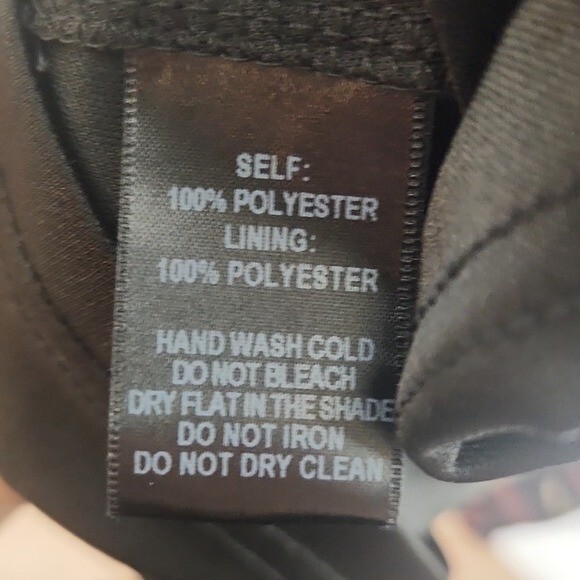 SELF:
100% POLYESTER
LINING:
100% POLYESTER
HAND WASH COLD
DO NOT BLEACH
DRY FLAT IN THE SHADE
DO NOT IRON
DO NOT DRY CLEAN